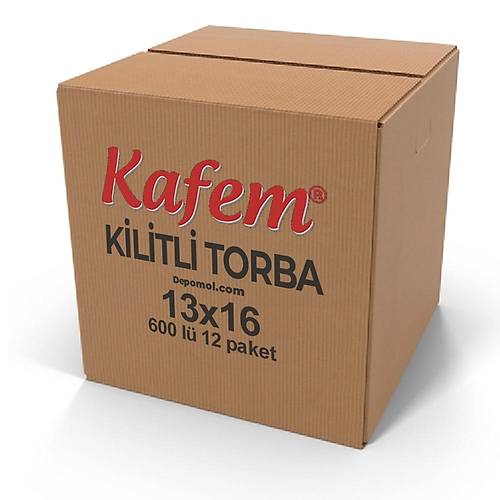 Kafem®
KİLİTLİ TORBA
Depomol.com
13x16
600 lü 12 paket